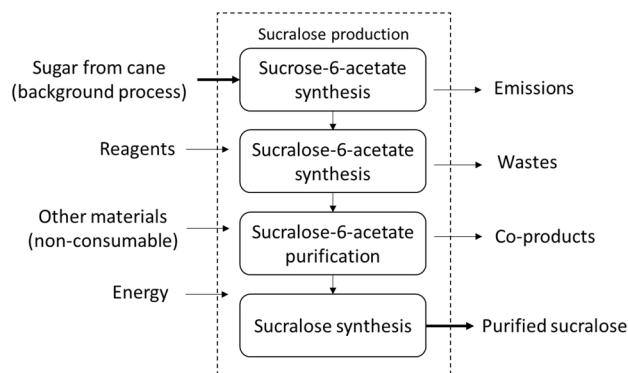 Sucralose production
Sugar from cane
(background process)
Sucrose-6-acetate
synthesis
Emissions
Reagents
Sucralose-6-acetate
synthesis
Wastes
Other materials
(non-consumable)
Sucralose-6-acetate
purification
Co-products
Energy
Sucralose synthesis
Purified sucralose